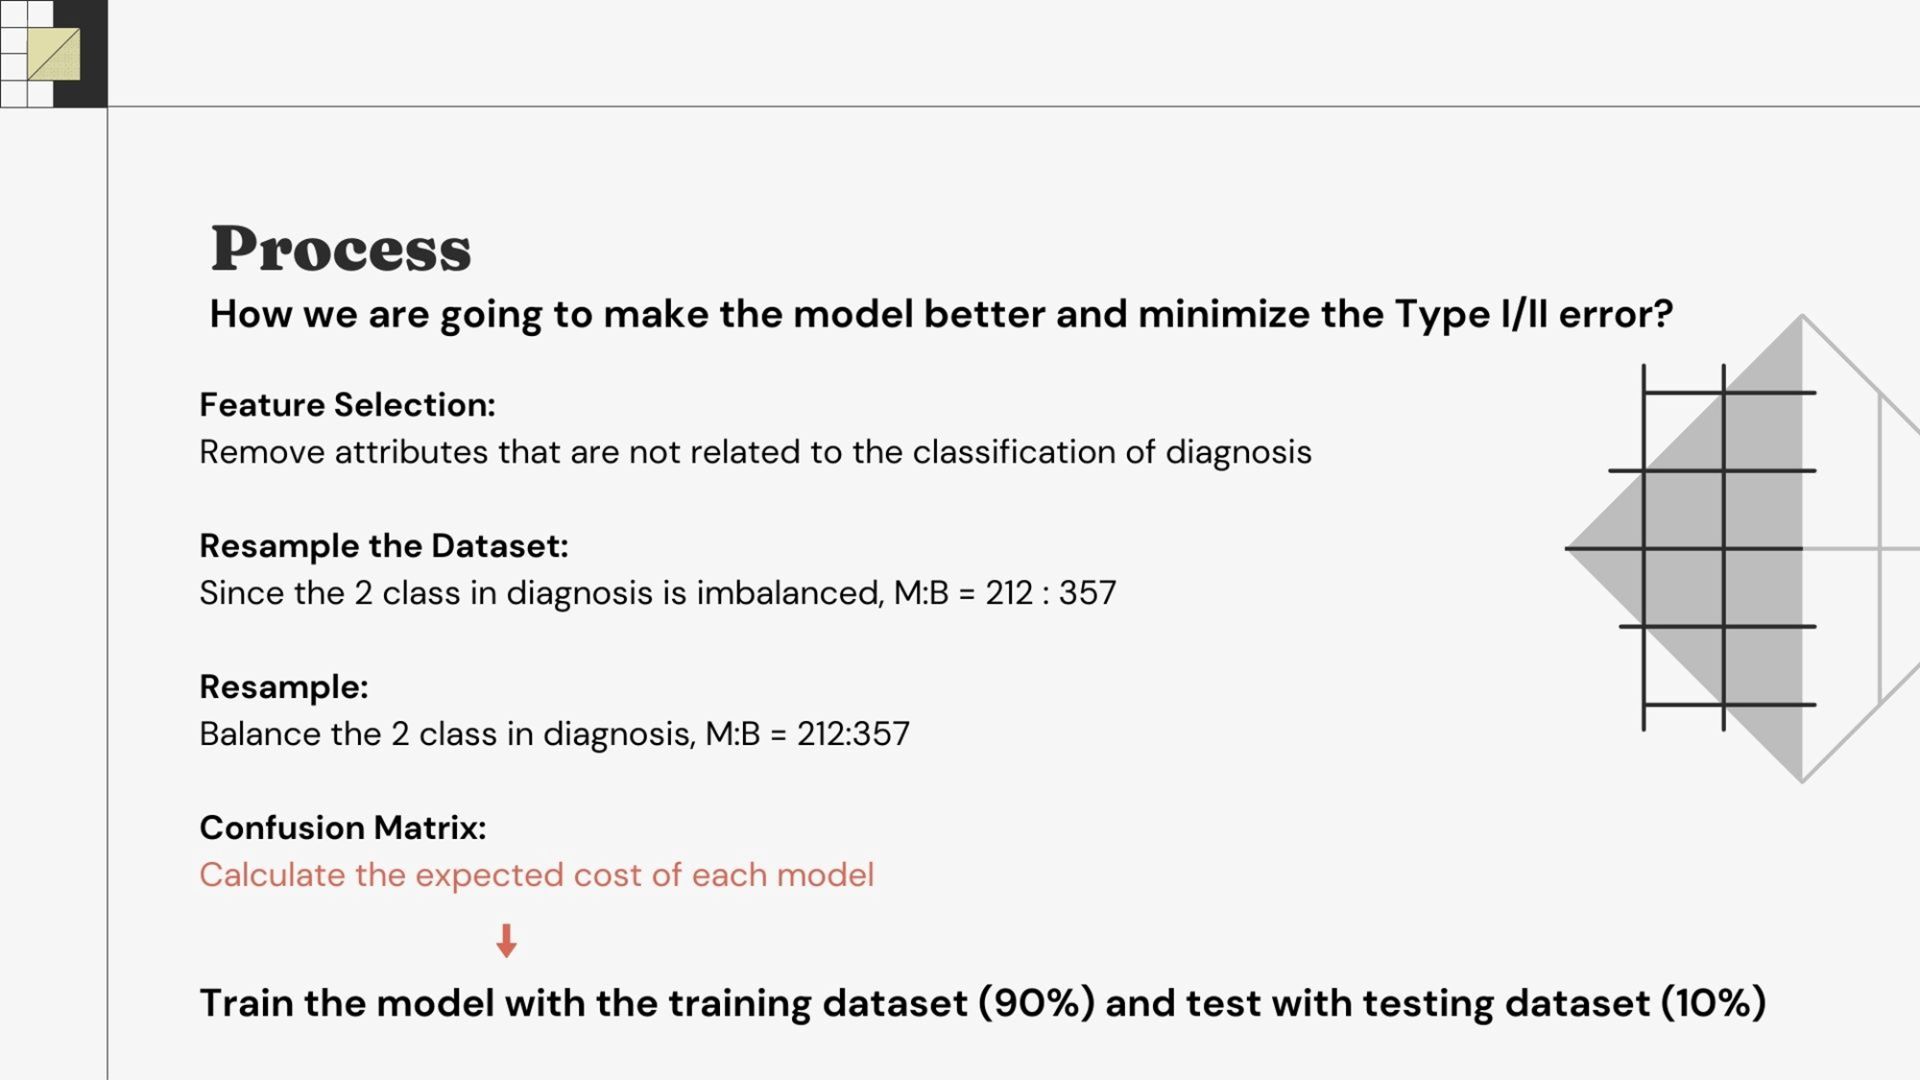 Process
How we are going to make the model better and minimize the Type I/II error?
Feature Selection:
Remove attributes that are not related to the classification of diagnosis
Resample the Dataset:
Since the 2 class in diagnosis is imbalanced, M:B = 212 : 357
Resample:
Balance the 2 class in diagnosis, M:B = 212:357
Confusion Matrix:
Calculate the expected cost of each model
Train the model with the training dataset (90%) and test with testing dataset (10%)